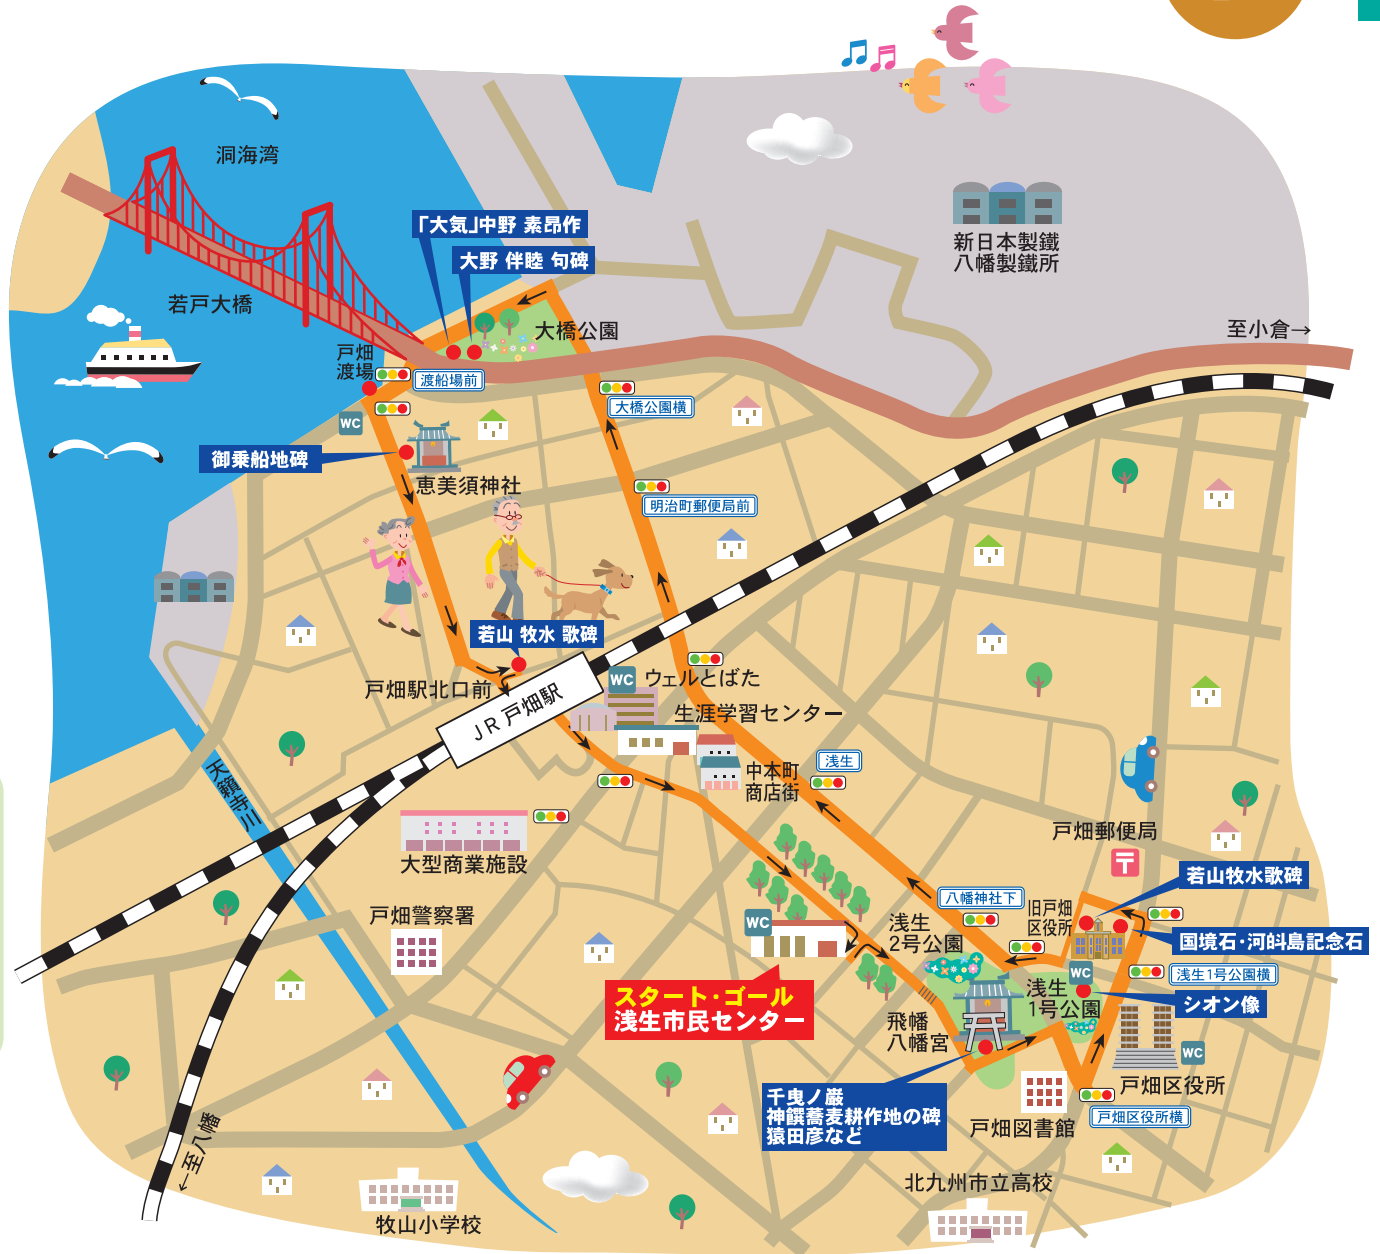 洞海湾
「大気」中野 素昂作
大野 伴睦 句碑
新日本製鐵
八幡製鐵所
若戸大橋
大橋公園
至小倉→
戸畑
渡場
渡船場前
大橋公園横
WC
御乗船地碑
恵美須神社
明治町郵便局前
若山 牧水 歌碑
戸畑駅北口前
JR 戸畑駅
WC
ウェルとばた
生涯学習センター
浅生
中本町
商店街
天籟寺川
大型商業施設
戸畑郵便局
〒
若山牧水歌碑
八幡神社下
旧戸畑
区役所
戸畑警察署
WC
浅生
2号公園
国境石・河㪷島記念石
浅生1号公園横
WC
シオン像
浅生
1号公園
スタート・ゴール
浅生市民センター
飛幡
八幡宮
WC
戸畑区役所
千曳ノ巌
神饌蕎麦耕作地の碑
猿田彦など
戸畑区役所横
戸畑図書館
←至八幡
北九州市立高校
牧山小学校